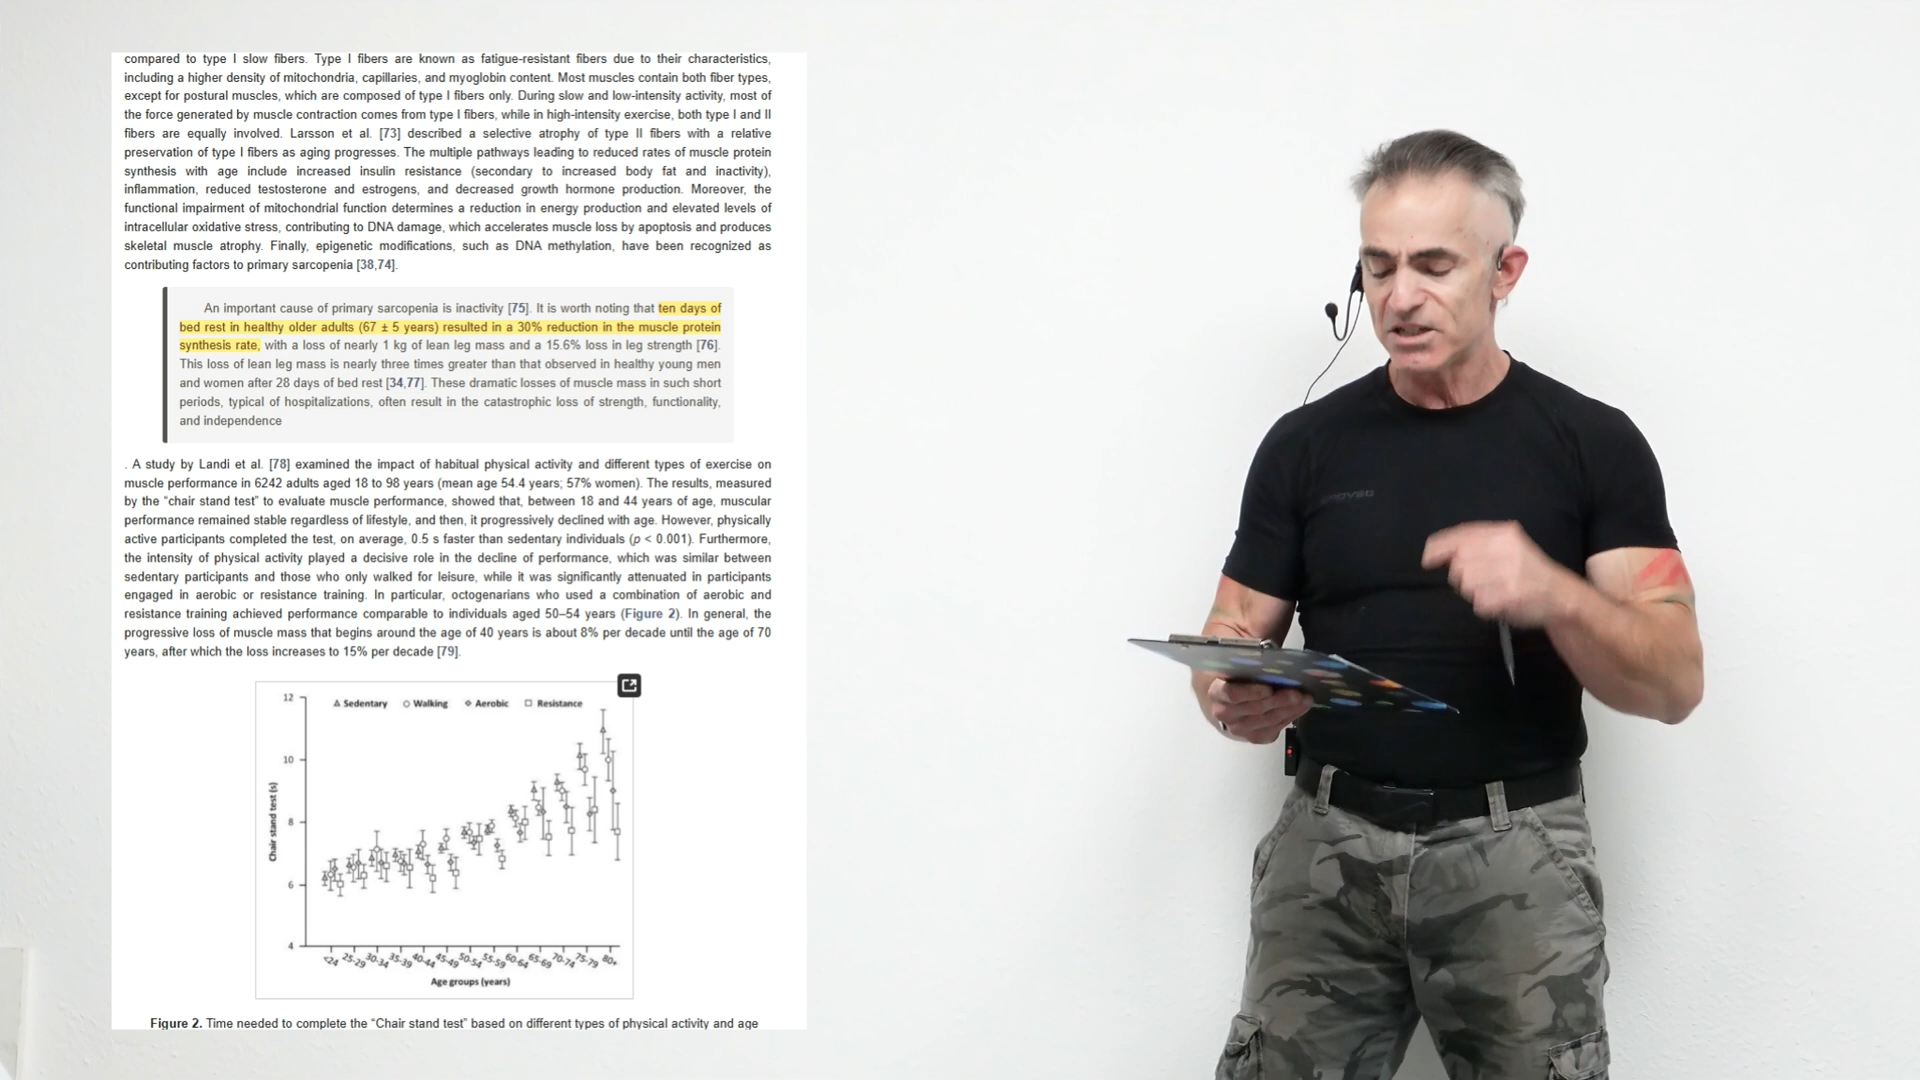 compared to type I slow fibers. Type I fibers are known as fatigue-resistant fibers due to their characteristics,
including a higher density of mitochondria, capillaries, and myoglobin content. Most muscles contain both fiber types,
except for postural muscles, which are composed of type I fibers only. During slow and low-intensity activity, most of
the force generated by muscle contraction comes from type I fibers, while in high-intensity exercise, both type I and II
fibers are equally involved. Larsson et al. [73] described a selective atrophy of type II fibers with a relative
preservation of type I fibers as aging progresses. The multiple pathways leading to reduced rates of muscle protein
synthesis with age include increased insulin resistance (secondary to increased body fat and inactivity),
inflammation, reduced testosterone and estrogens, and decreased growth hormone production. Moreover, the
functional impairment of mitochondrial function determines a reduction in energy production and elevated levels of
intracellular oxidative stress, contributing to DNA damage, which accelerates muscle loss by apoptosis and produces
skeletal muscle atrophy. Finally, epigenetic modifications, such as DNA methylation, have been recognized as
contributing factors to primary sarcopenia [38,74].
An important cause of primary sarcopenia is inactivity [75]. It is worth noting that ten days of
bed rest in healthy older adults (67 ± 5 years) resulted in a 30% reduction in the muscle protein
synthesis rate, with a loss of nearly 1 kg of lean leg mass and a 15.6% loss in leg strength [76].
This loss of lean leg mass is nearly three times greater than that observed in healthy young men
and women after 28 days of bed rest [34,77]. These dramatic losses of muscle mass in such short
periods, typical of hospitalizations, often result in the catastrophic loss of strength, functionality,
and independence
. A study by Landi et al. [78] examined the impact of habitual physical activity and different types of exercise on
muscle performance in 6242 adults aged 18 to 98 years (mean age 54.4 years; 57% women). The results, measured
by the “chair stand test” to evaluate muscle performance, showed that, between 18 and 44 years of age, muscular
performance remained stable regardless of lifestyle, and then, it progressively declined with age. However, physically
active participants completed the test, on average, 0.5 s faster than sedentary individuals (p < 0.001). Furthermore,
the intensity of physical activity played a decisive role in the decline of performance, which was similar between
sedentary participants and those who only walked for leisure, while it was significantly attenuated in participants
engaged in aerobic or resistance training. In particular, octogenarians who used a combination of aerobic and
resistance training achieved performance comparable to individuals aged 50–54 years (Figure 2). In general, the
progressive loss of muscle mass that begins around the age of 40 years is about 8% per decade until the age of 70
years, after which the loss increases to 15% per decade [79].
Sedentary Walking Aerobic Resistance
12
10
8
6
4
Chair stand test (s)
<24 25-29 30-34 35-39 40-44 45-49 50-54 55-59 60-64 65-69 70-74 75-79 80+
Age groups (years)
Figure 2. Time needed to complete the “Chair stand test” based on different types of physical activity and age